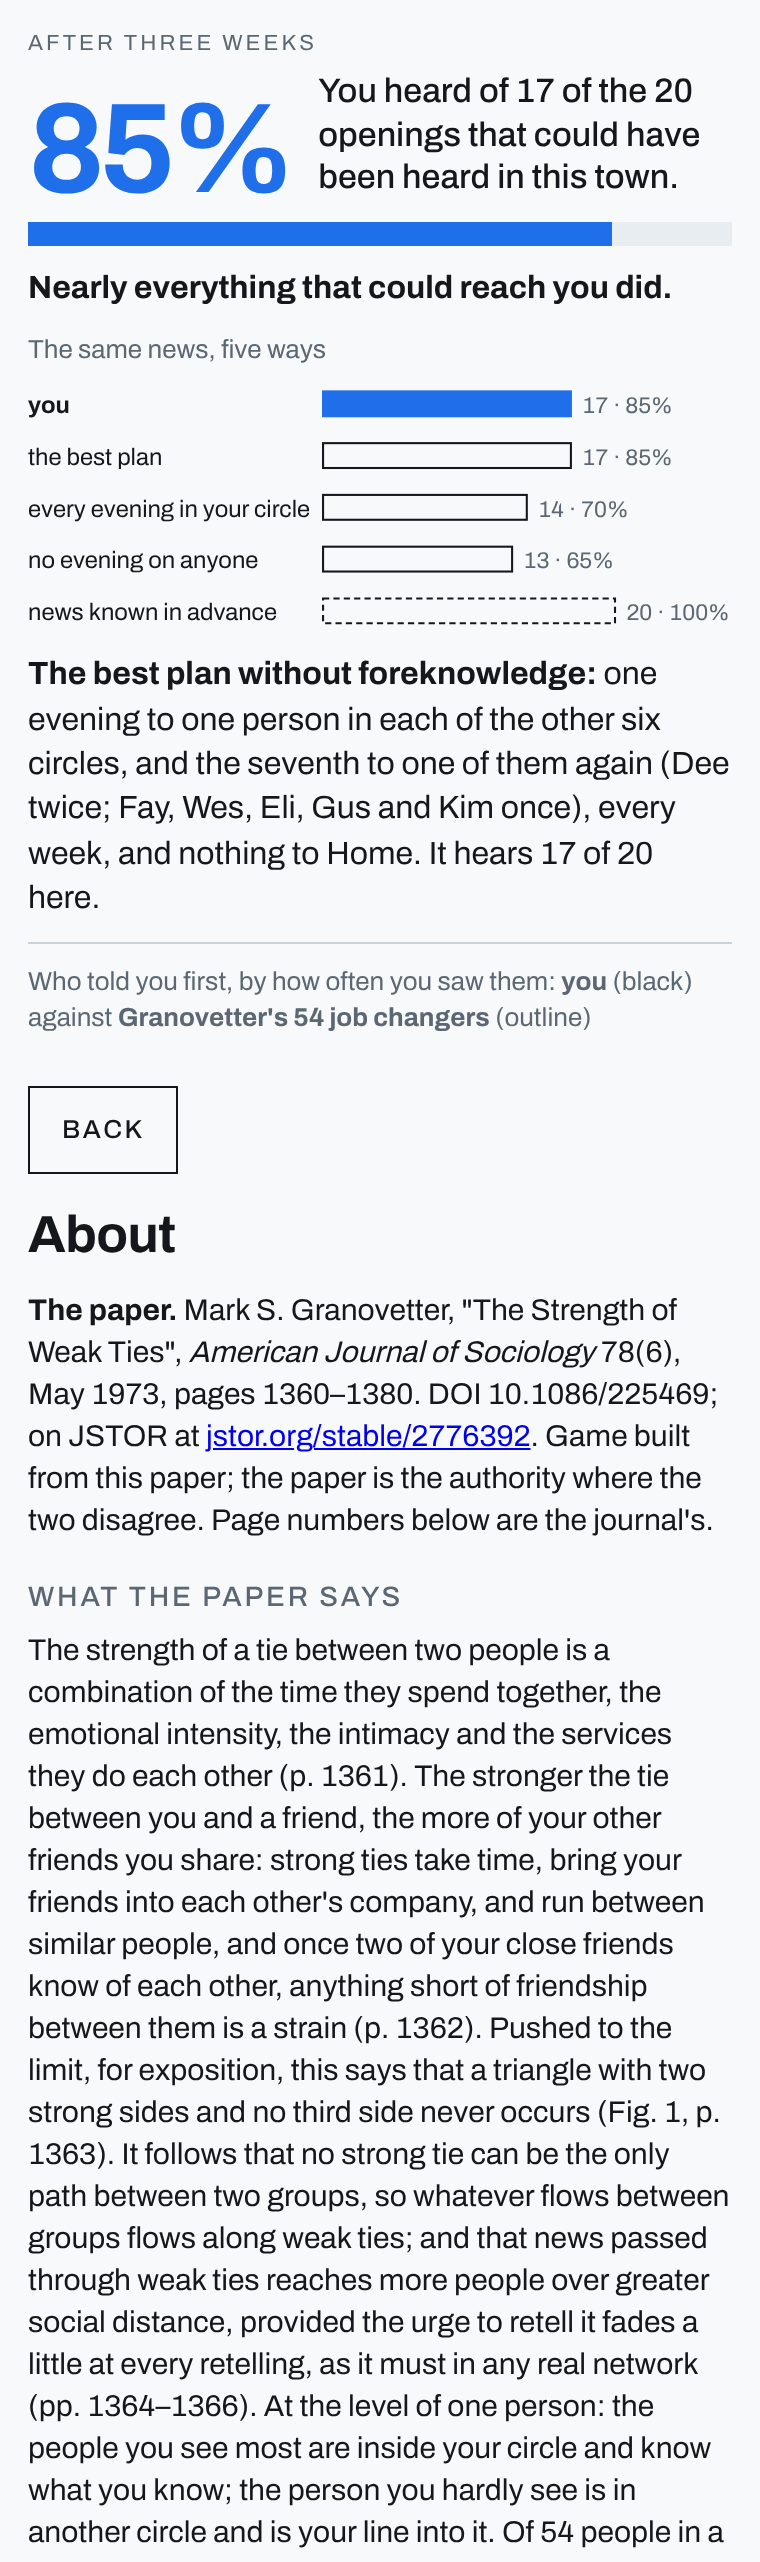 AFTER THREE WEEKS
85%
You heard of 17 of the 20
openings that could have
been heard in this town.
Nearly everything that could reach you did.
The same news, five ways
you 17 · 85%
the best plan 17 · 85%
every evening in your circle 14 · 70%
no evening on anyone 13 · 65%
news known in advance 20 · 100%
The best plan without foreknowledge: one
evening to one person in each of the other six
circles, and the seventh to one of them again (Dee
twice; Fay, Wes, Eli, Gus and Kim once), every
week, and nothing to Home. It hears 17 of 20
here.
Who told you first, by how often you saw them: you (black)
against Granovetter's 54 job changers (outline)
BACK
About
The paper. Mark S. Granovetter, "The Strength of
Weak Ties", American Journal of Sociology 78(6),
May 1973, pages 1360–1380. DOI 10.1086/225469;
on JSTOR at jstor.org/stable/2776392. Game built
from this paper; the paper is the authority where the
two disagree. Page numbers below are the journal's.
WHAT THE PAPER SAYS
The strength of a tie between two people is a
combination of the time they spend together, the
emotional intensity, the intimacy and the services
they do each other (p. 1361). The stronger the tie
between you and a friend, the more of your other
friends you share: strong ties take time, bring your
friends into each other's company, and run between
similar people, and once two of your close friends
know of each other, anything short of friendship
between them is a strain (p. 1362). Pushed to the
limit, for exposition, this says that a triangle with two
strong sides and no third side never occurs (Fig. 1, p.
1363). It follows that no strong tie can be the only
path between two groups, so whatever flows between
groups flows along weak ties; and that news passed
through weak ties reaches more people over greater
social distance, provided the urge to retell it fades a
little at every retelling, as it must in any real network
(pp. 1364–1366). At the level of one person: the
people you see most are inside your circle and know
what you know; the person you hardly see is in
another circle and is your line into it. Of 54 people in a